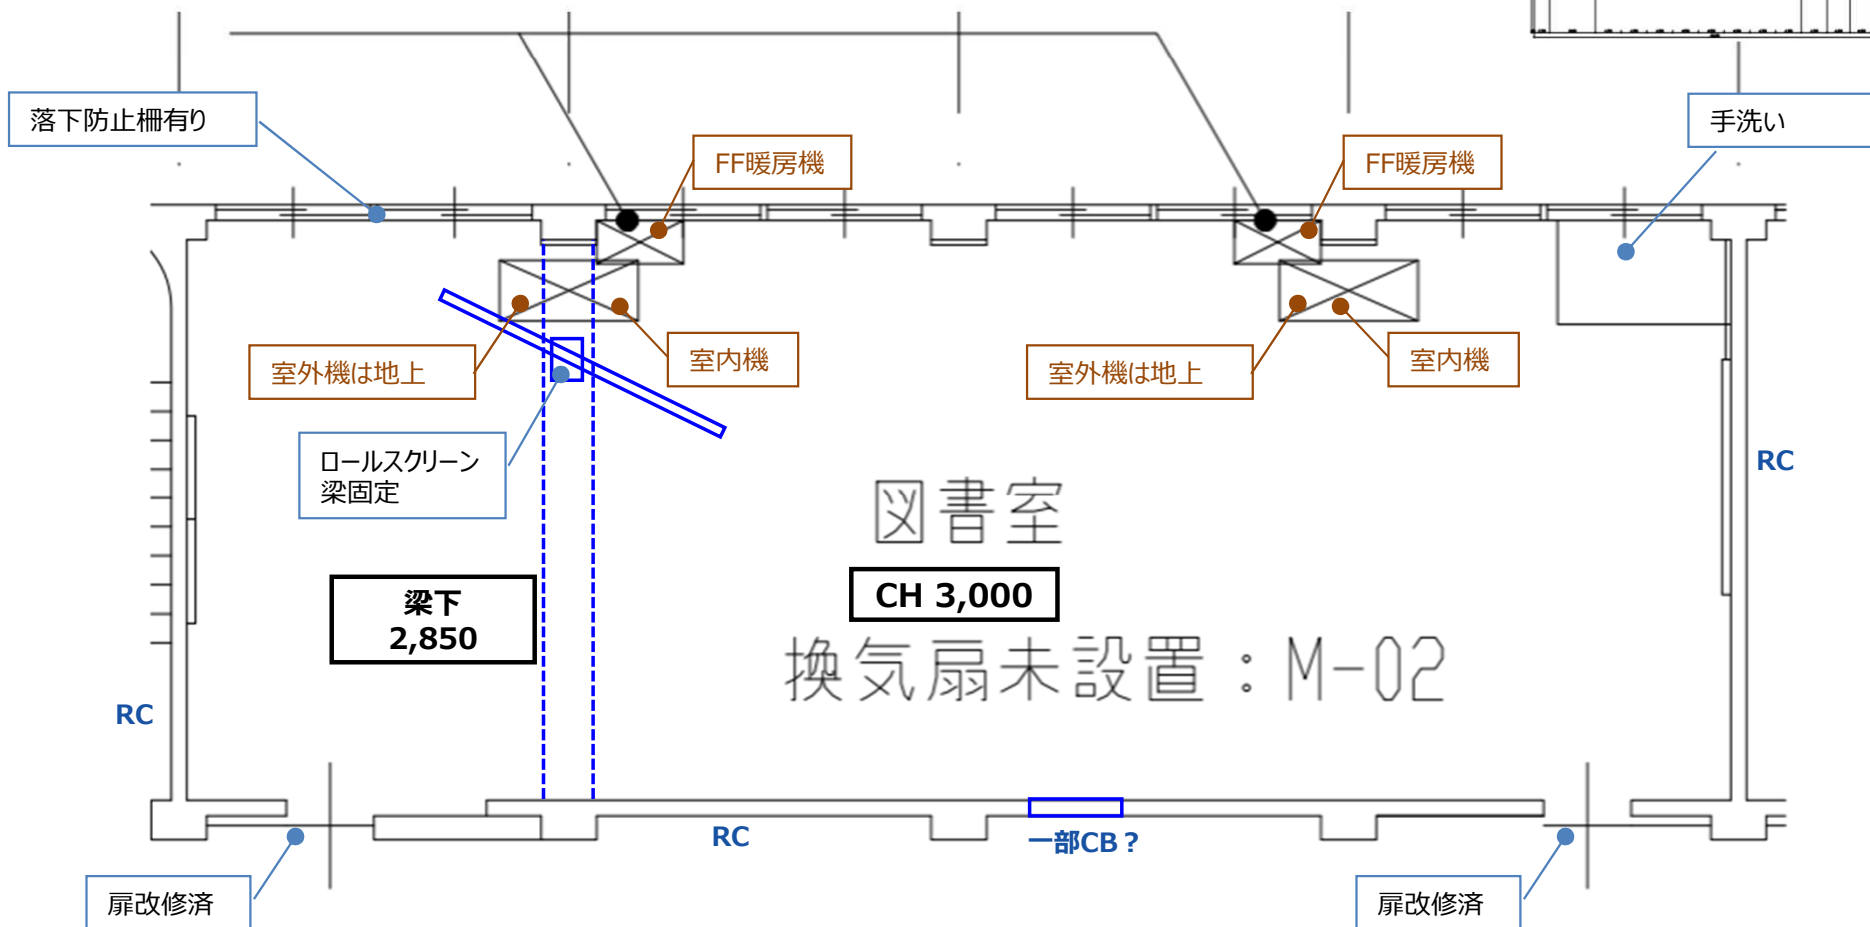 落下防止柵有り
手洗い
FF暖房機
FF暖房機
室外機は地上
室内機
室外機は地上
室内機
ロールスクリーン
梁固定
RC
図書室
CH 3,000
梁下
2,850
換気扇未設置：M-02
RC
RC
一部CB？
扉改修済
扉改修済